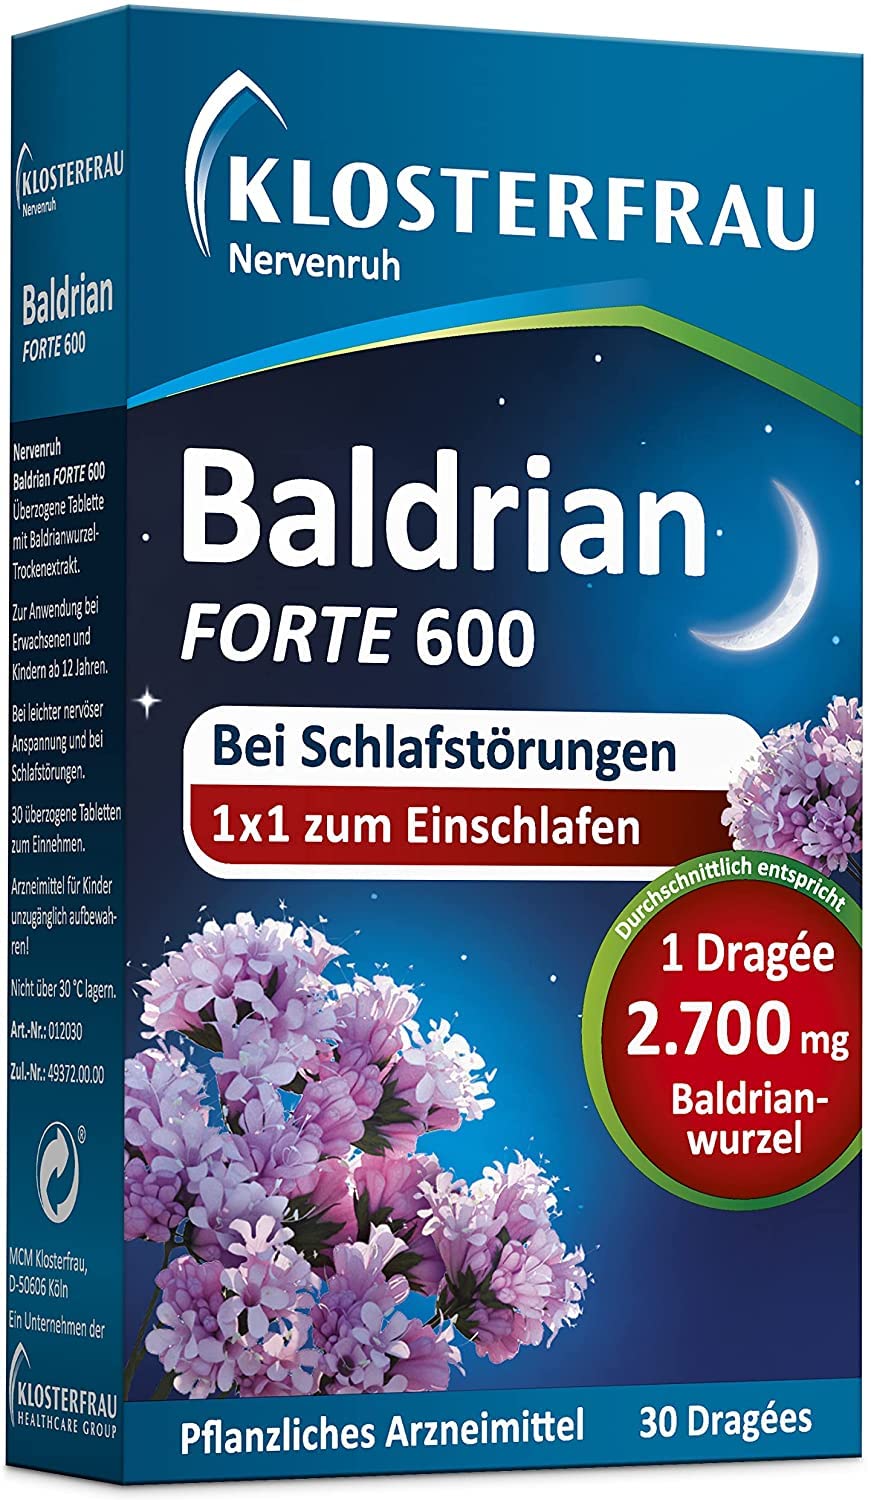 KLOSTERFRAU
Nervenruh
Baldrian
FORTE 600
Bei Schlafstörungen
1x1 zum Einschlafen
Durchschnittlich entspricht
1 Dragée
2.700 mg
Baldrian-
wurzel
Pflanzliches Arzneimittel
30 Dragées
KLOSTERFRAU
Nervenruh
Baldrian
FORTE 600
Nervenruh
Baldrian FORTE 600
Überzogene Tablette
mit Baldrianwurzel-
Trockenextrakt.
Zur Anwendung bei
Erwachsenen und
Kindern ab 12 Jahren.
Bei leichter nervöser
Anspannung und bei
Schlafstörungen.
30 überzogene Tabletten
zum Einnehmen.
Arzneimittel für Kinder
unzugänglich aufbewah-
ren!
Nicht über 30 °C lagern.
Art.-Nr.: 012030
Zul.-Nr.: 49372.00.00
®
MCM Klosterfrau,
D-50606 Köln
Ein Unternehmen der
KLOSTERFRAU
HEALTHCARE GROUP